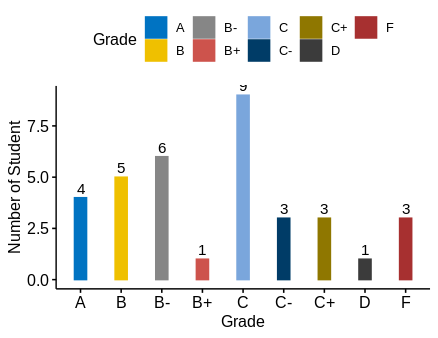 Grade A B- C C+ F
B B+ C- D
9
7.5
6
5
5.0
4
3 3 3
2.5
1 1
0.0
Number of Student
A B B- B+ C C- C+ D F
Grade